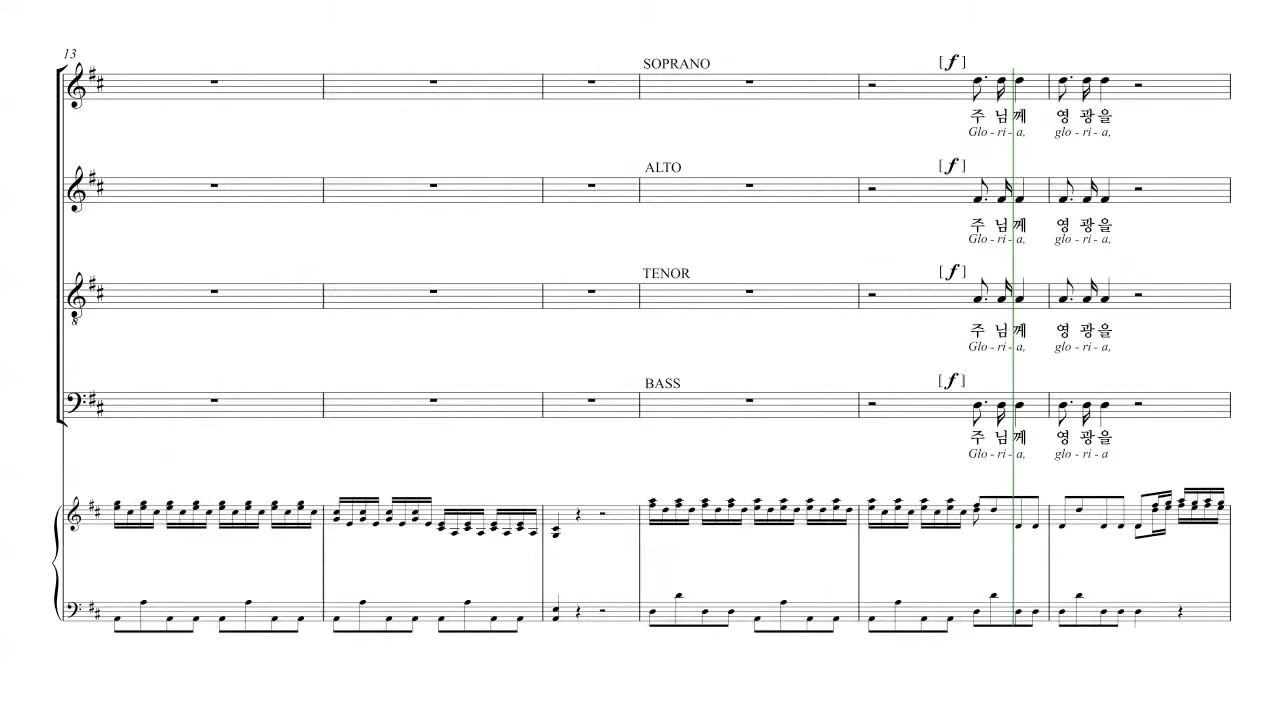 13
SOPRANO
[f]
주 님께 영 광을
Glo - ri - a, glo - ri - a,
ALTO
[f]
주 님께 영 광을
Glo - ri - a, glo - ri - a,
TENOR
[f]
주 님께 영 광을
Glo - ri - a, glo - ri - a,
BASS
[f]
주 님께 영 광을
Glo - ri - a, glo - ri - a